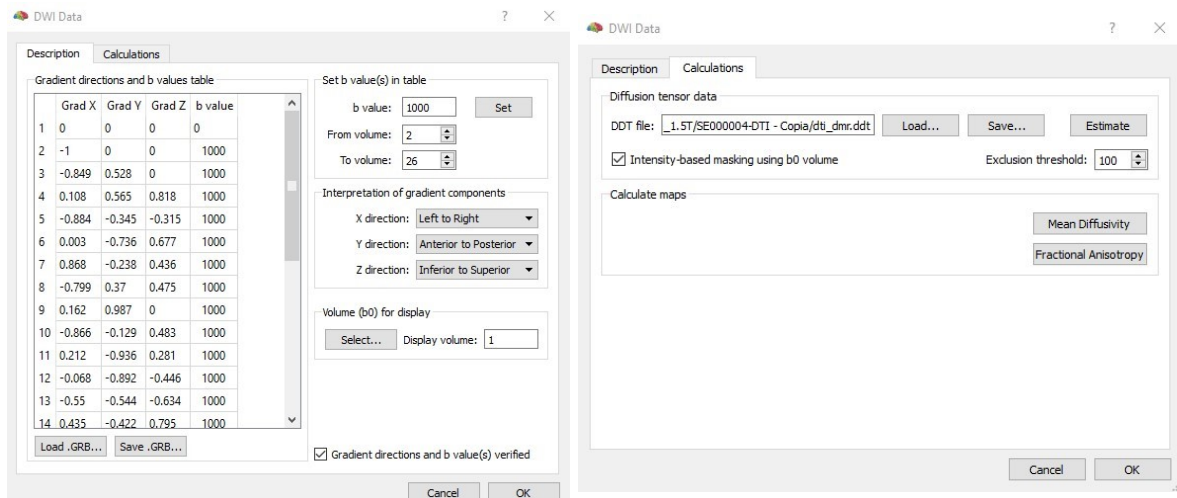 DWI Data ?
Description Calculations
Gradient directions and b values table
Grad X Grad Y Grad Z b value
1 0 0 0 0
2 -1 0 0 1000
3 -0.849 0.528 0 1000
4 0.108 0.565 0.818 1000
5 -0.884 -0.345 -0.315 1000
6 0.003 -0.736 0.677 1000
7 0.868 -0.238 0.436 1000
8 -0.799 0.37 0.475 1000
9 0.162 0.987 0 1000
10 -0.866 -0.129 0.483 1000
11 0.212 -0.936 0.281 1000
12 -0.068 -0.892 -0.446 1000
13 -0.55 -0.544 -0.634 1000
14 0.435 -0.422 0.795 1000
Load .GRB... Save .GRB...
Set b value(s) in table
b value: 1000 Set
From volume: 2
To volume: 26
Interpretation of gradient components
X direction: Left to Right
Y direction: Anterior to Posterior
Z direction: Inferior to Superior
Volume (b0) for display
Select... Display volume: 1
Gradient directions and b value(s) verified
Cancel OK
DWI Data ?
Description Calculations
Diffusion tensor data
DDT file: _1.5T/SE000004-DTI - Copia/dti_dmr.ddt Load... Save... Estimate
Intensity-based masking using b0 volume Exclusion threshold: 100
Calculate maps
Mean Diffusivity
Fractional Anisotropy
Cancel OK